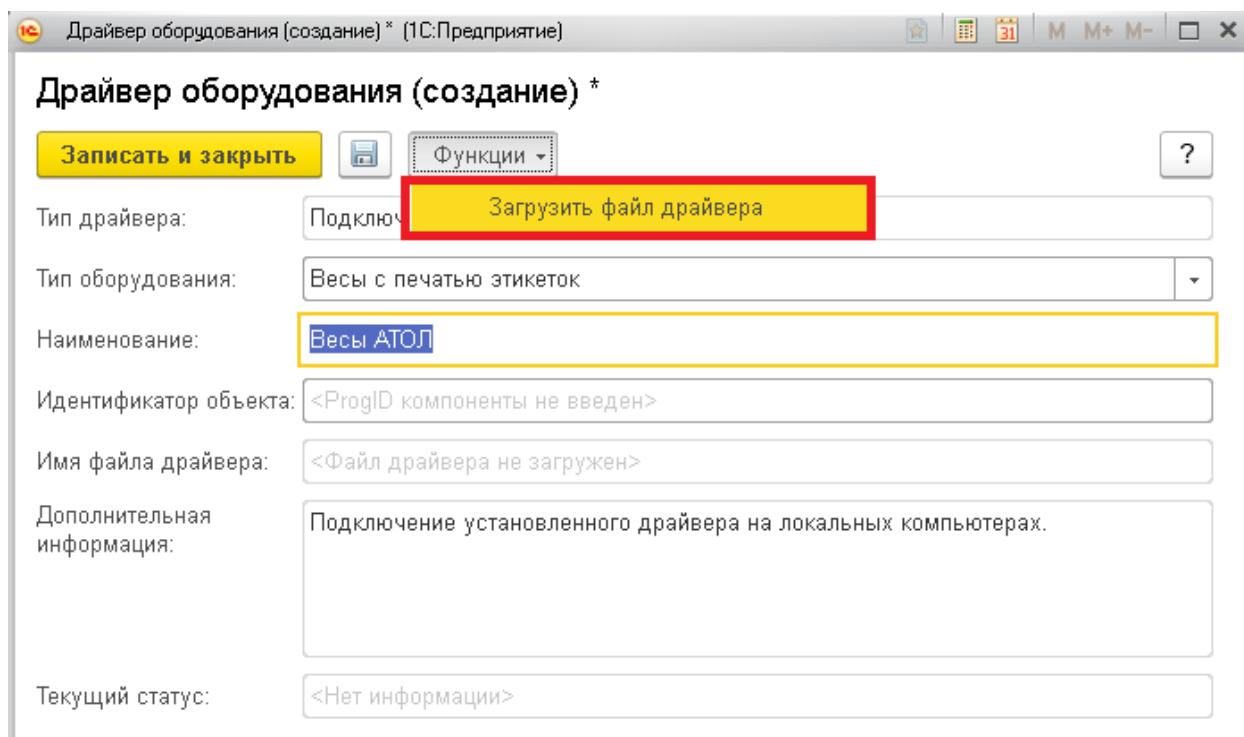 Драйвер оборудования (создание) * (1С:Предприятие)
31 M M+ M-
Драйвер оборудования (создание) *
Записать и закрыть Функции ?
Загрузить файл драйвера
Тип драйвера: Подклю
Тип оборудования: Весы с печатью этикеток
Наименование: Весы АТОЛ
Идентификатор объекта: <ProgID компоненты не введен>
Имя файла драйвера: <Файл драйвера не загружен>
Дополнительная
информация:
Подключение установленного драйвера на локальных компьютерах.
Текущий статус: <Нет информации>